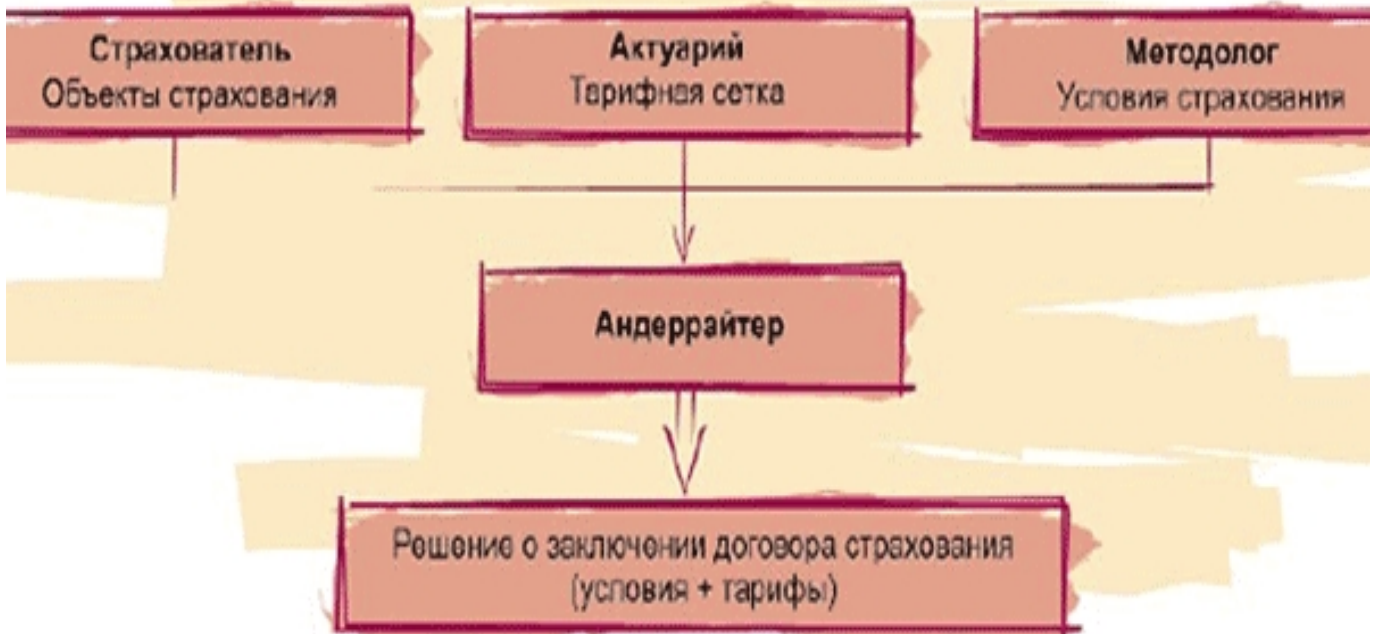 Страхователь
Объекты страхования
Актуарий
Тарифная сетка
Методолог
Условия страхования
Андеррайтер
Решение о заключении договора страхования
(условия + тарифы)